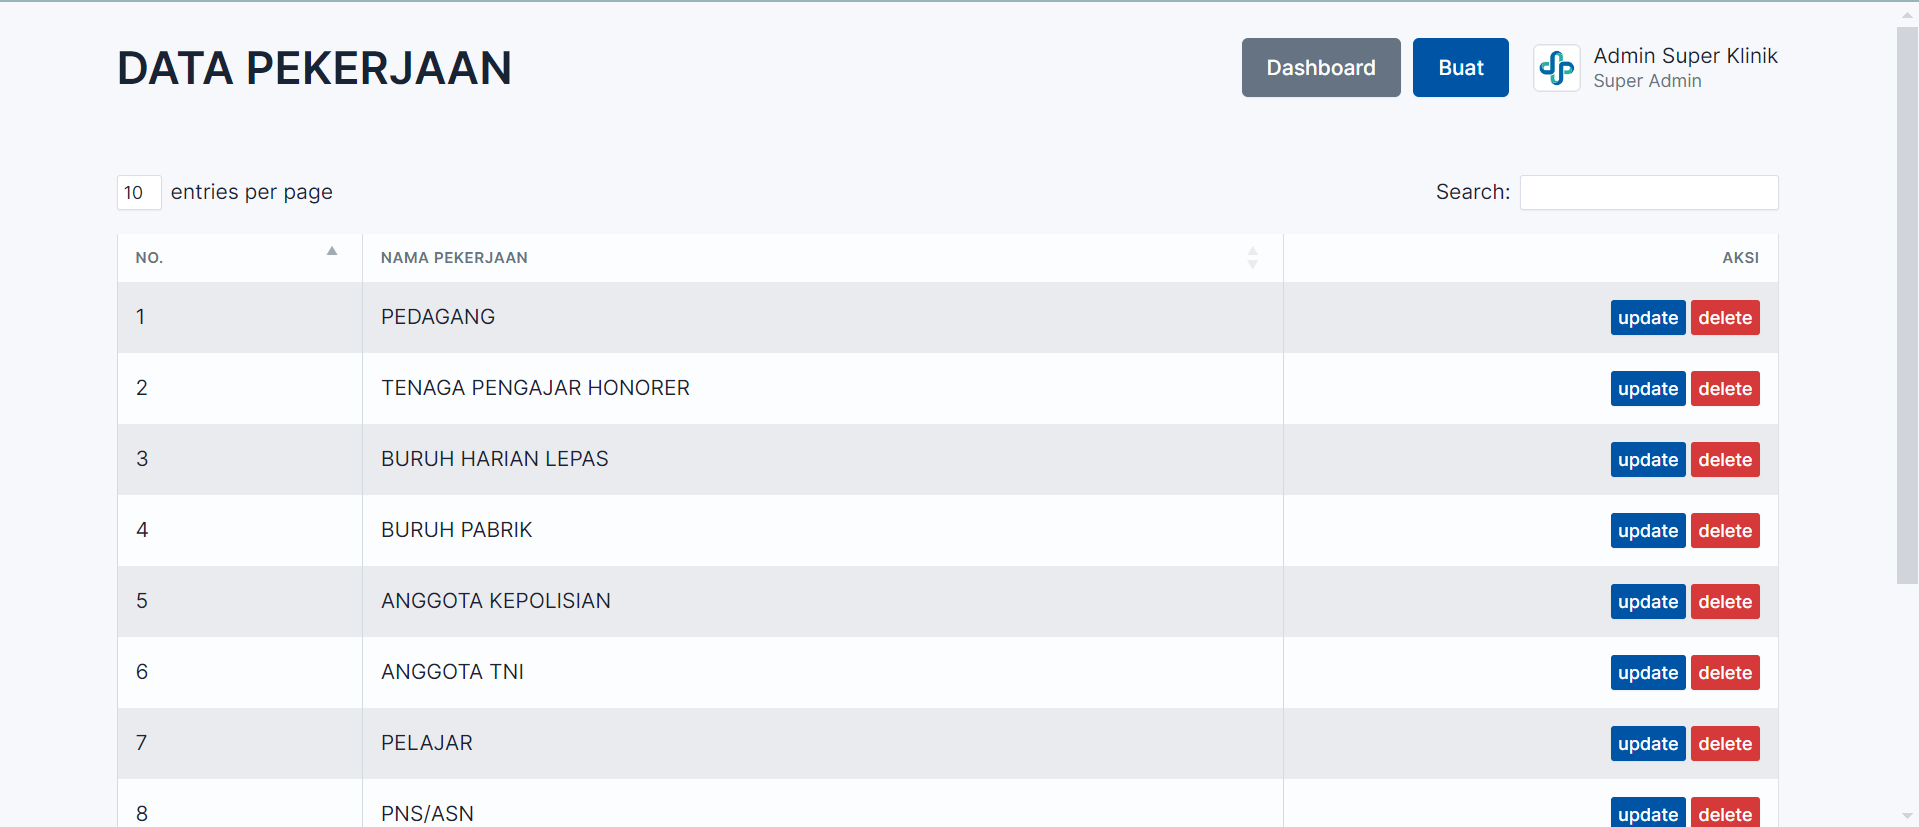 DATA PEKERJAAN
Dashboard Buat Admin Super Klinik
Super Admin
10 entries per page Search:
NO. NAMA PEKERJAAN AKSI
1 PEDAGANG update delete
2 TENAGA PENGAJAR HONORER update delete
3 BURUH HARIAN LEPAS update delete
4 BURUH PABRIK update delete
5 ANGGOTA KEPOLISIAN update delete
6 ANGGOTA TNI update delete
7 PELAJAR update delete
8 PNS/ASN update delete